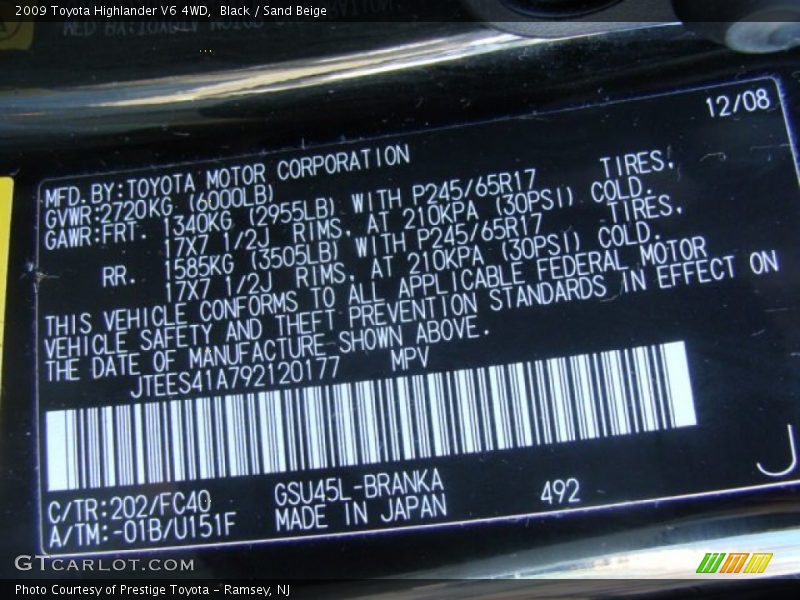 2009 Toyota Highlander V6 4WD,  Black / Sand Beige
12/08
MFD.BY:TOYOTA MOTOR CORPORATION
GVWR:2720KG (6000LB)
GAWR:FRT. 1340KG (2955LB) WITH P245/65R17 TIRES,
17X7 1/2J RIMS, AT 210KPA (30PSI) COLD.
RR. 1585KG (3505LB) WITH P245/65R17 TIRES,
17X7 1/2J RIMS, AT 210KPA (30PSI) COLD.
THIS VEHICLE CONFORMS TO ALL APPLICABLE FEDERAL MOTOR
VEHICLE SAFETY AND THEFT PREVENTION STANDARDS IN EFFECT ON
THE DATE OF MANUFACTURE SHOWN ABOVE.
JTEES41A792120177 MPV
C/TR:202/FC40 GSU45L-BRANKA 492
A/TM:-01B/U151F MADE IN JAPAN
J
GTCARLOT.COM
Photo Courtesy of Prestige Toyota - Ramsey, NJ